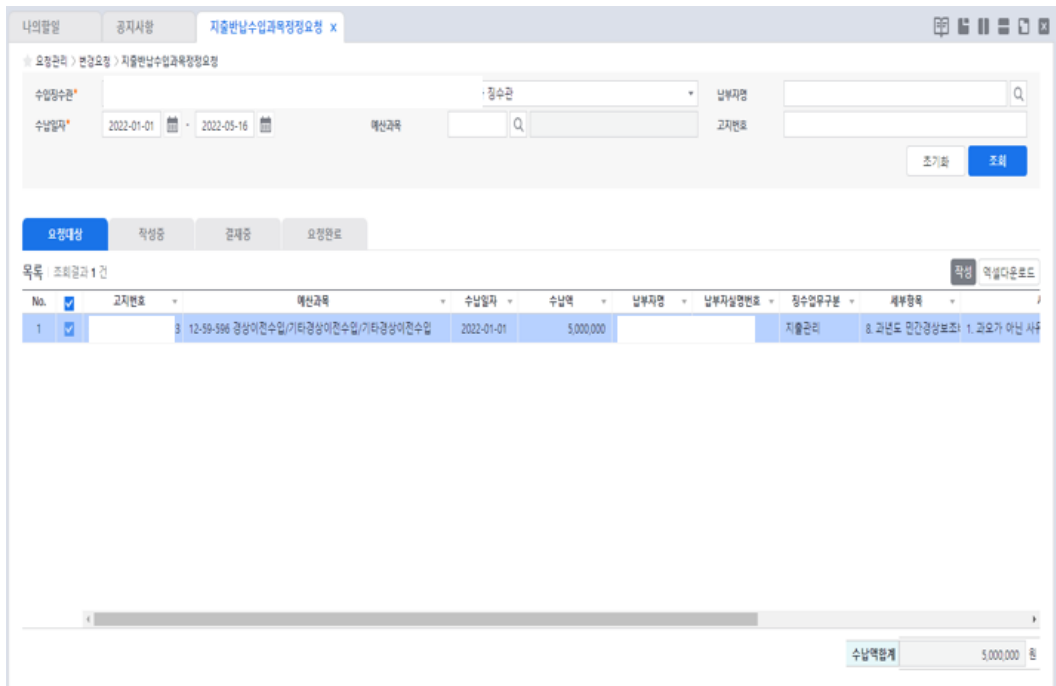 나의할일 공지사항 지출반납수입과목정정요청 x
요청관리 > 변경요청 > 지출반납수입과목정정요청
수입징수관* 징수관 납부자명
수납일자* 2022-01-01 - 2022-05-16 예산과목 고지번호
초기화 조회
요청대상 작성중 결재중 요청완료
목록 조회결과 1 건 작성 엑셀다운로드
No. 고지번호 예산과목 수납일자 수납액 납부자명 납부자실명번호 징수업무구분 세부항목
1 3 12-59-596 경상이전수입/기타경상이전수입/기타경상이전수입 2022-01-01 5,000,000 지출관리 8. 과년도 민간경상보조 1. 과오가 아닌 사유
수납액합계 5,000,000 원